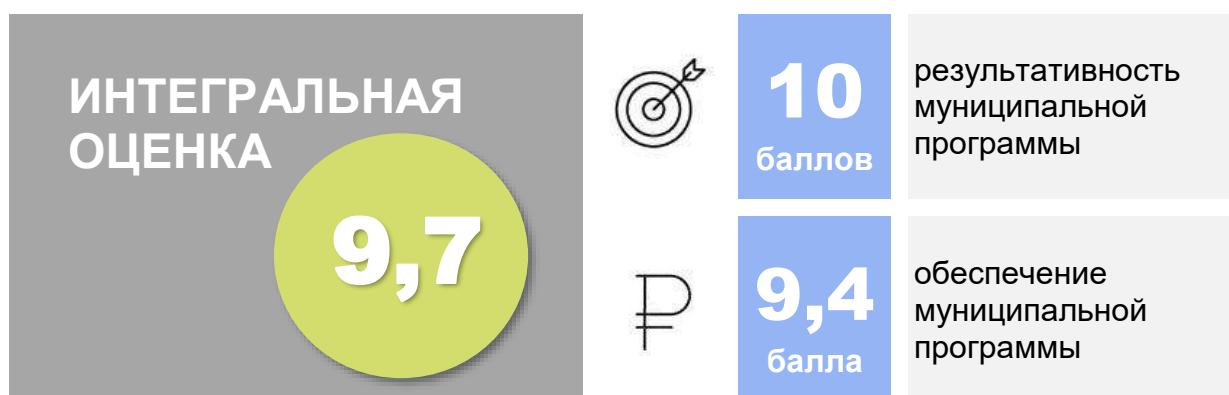 ИНТЕГРАЛЬНАЯ
ОЦЕНКА
9,7
10
баллов
результативность
муниципальной
программы
9,4
балла
обеспечение
муниципальной
программы